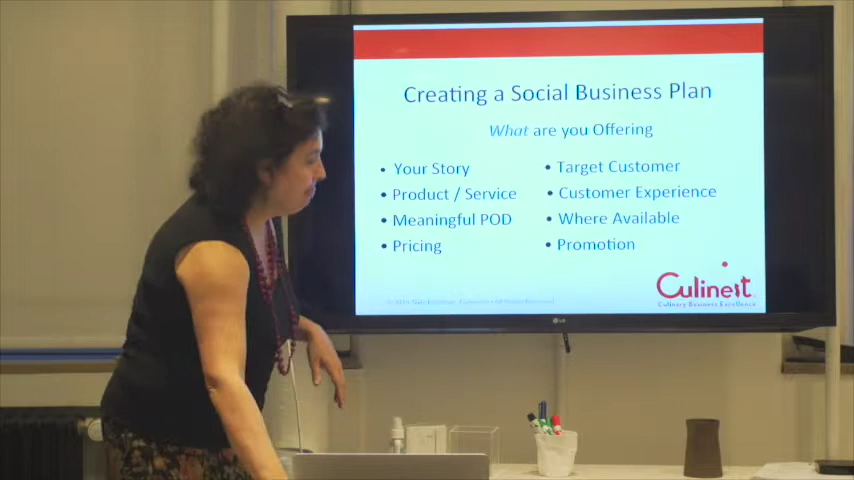 Creating a Social Business Plan
What are you Offering
• Your Story
• Product / Service
• Meaningful POD
• Pricing
• Target Customer
• Customer Experience
• Where Available
• Promotion
Culinest
Culinary Business Excellence
LG